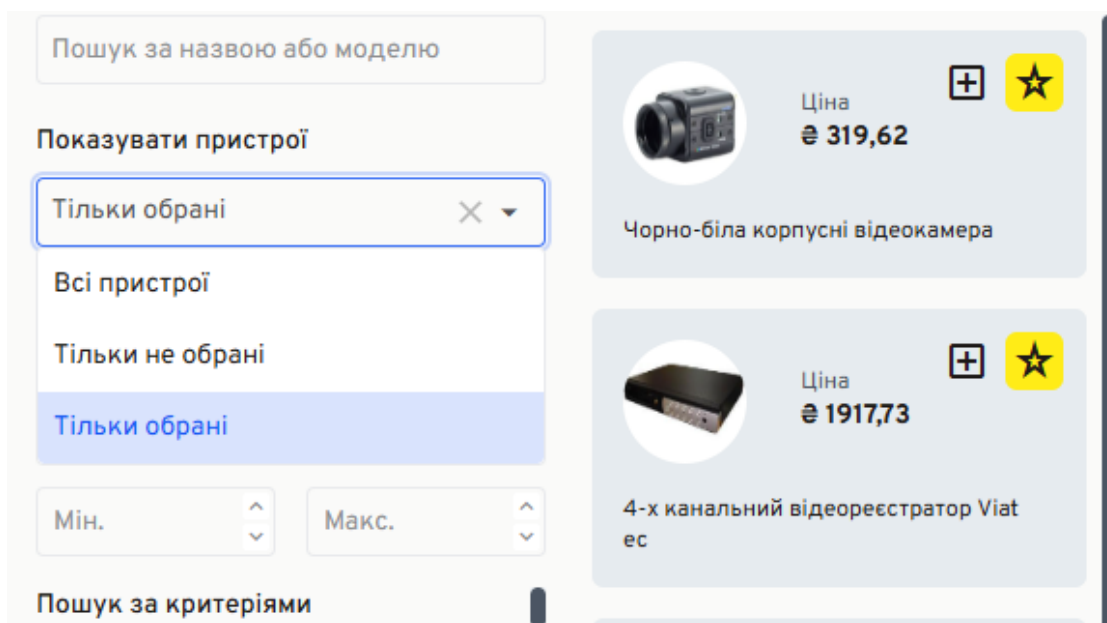 Пошук за назвою або моделю
Показувати пристрої
Тільки обрані
Всі пристрої
Тільки не обрані
Тільки обрані
Мін.
Макс.
Пошук за критеріями
Ціна
₴ 319,62
Чорно-біла корпусні відеокамера
Ціна
₴ 1917,73
4-х канальний відеореєстратор Viat
ec